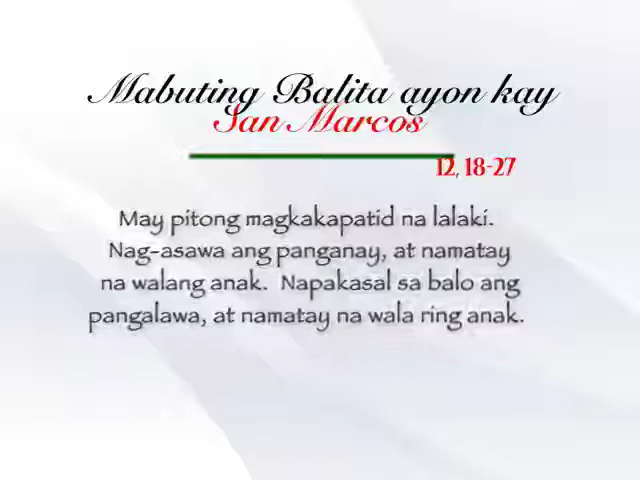 Mabuting Balita ayon kay
San Marcos
12, 18-27
May pitong magkakapatid na lalaki.
Nag-asawa ang panganay, at namatay
na walang anak. Napakasal sa balo ang
pangalawa, at namatay na wala ring anak.